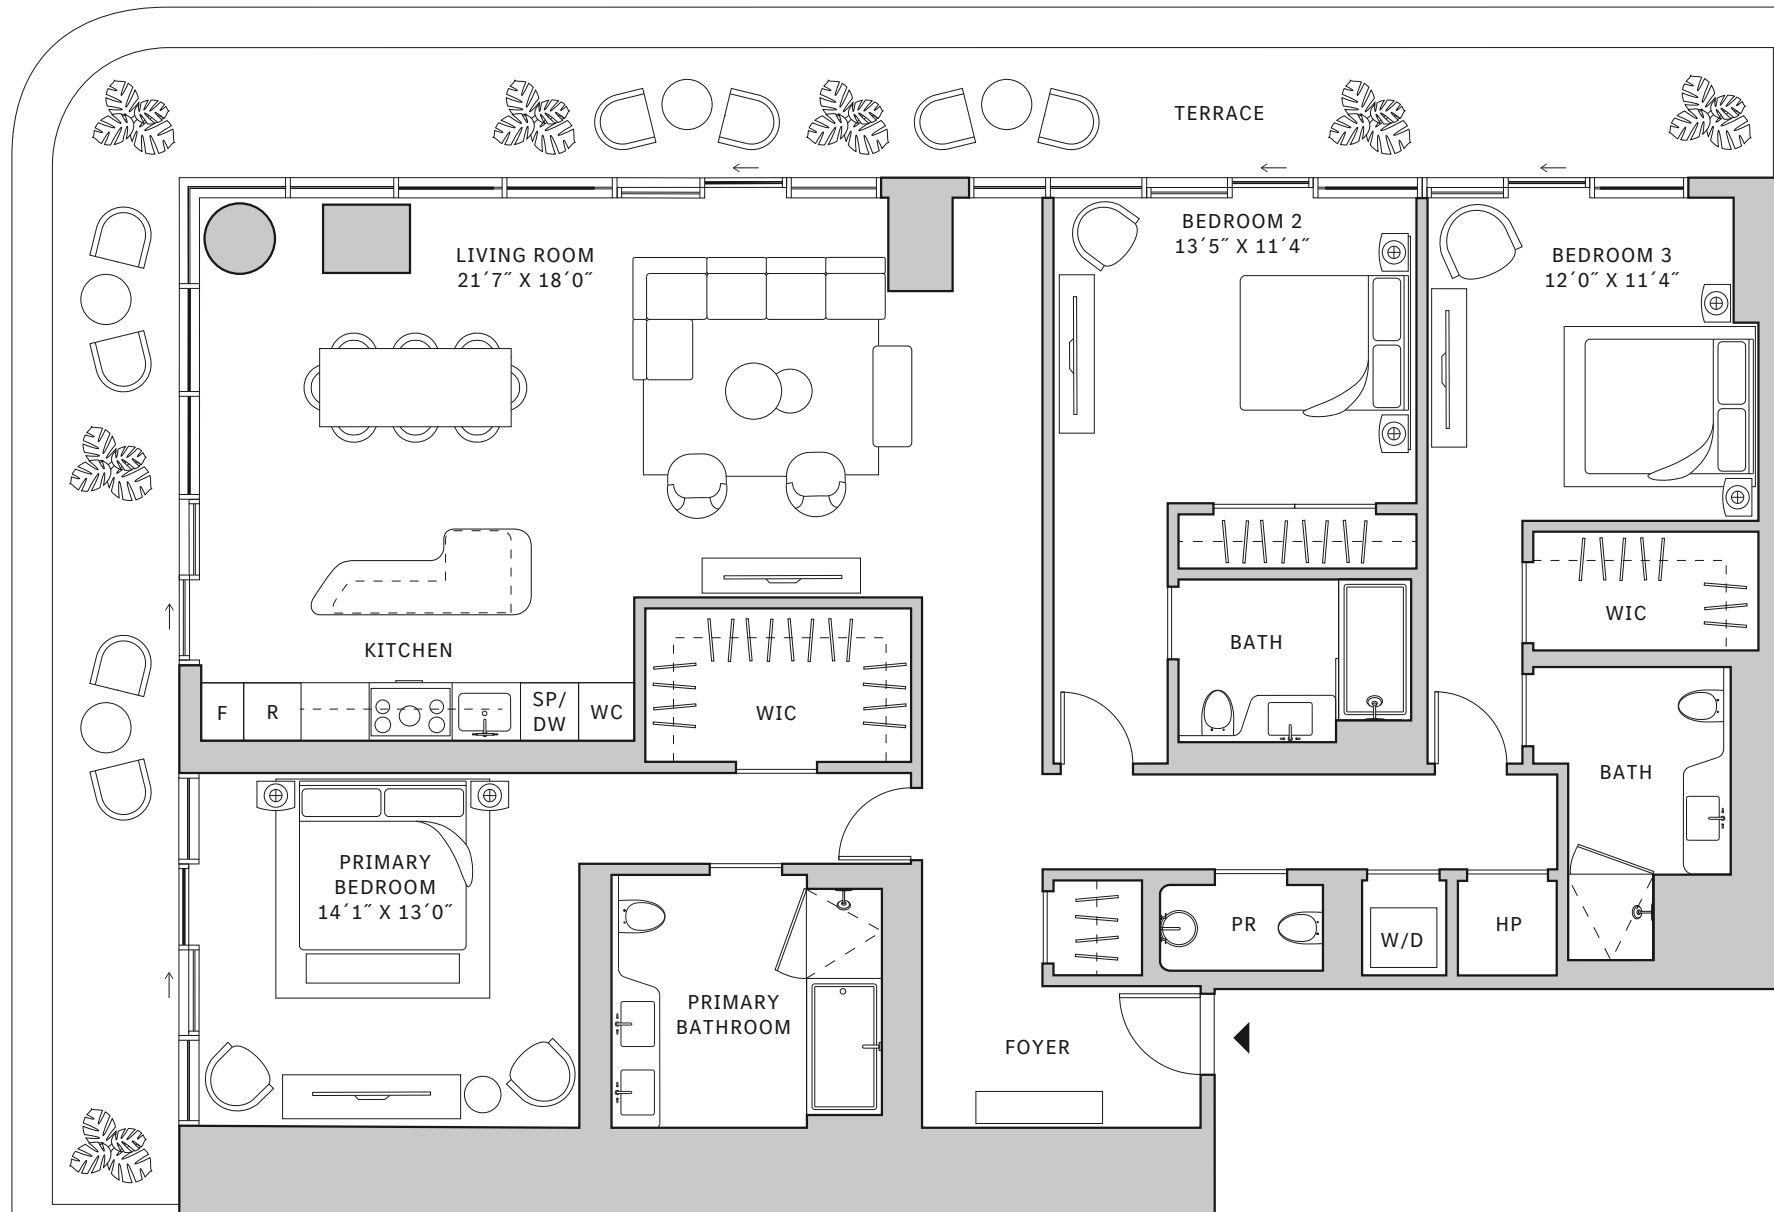 TERRACE
LIVING ROOM
21´7˝ X 18´0˝
BEDROOM 2
13´5˝ X 11´4˝
BEDROOM 3
12´0˝ X 11´4˝
KITCHEN
F
R
SP/
DW
WC
WIC
BATH
WIC
BATH
PRIMARY
BEDROOM
14´1˝ X 13´0˝
PRIMARY
BATHROOM
PR
W/D
HP
FOYER